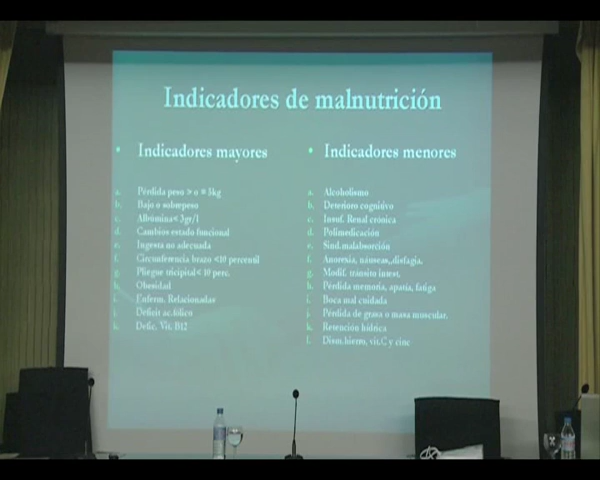 Indicadores de malnutrición
• Indicadores mayores
a. Pérdida peso > o = 5kg
b. Bajo o sobrepeso
c. Albúmina< 3gr/l
d. Cambios estado funcional
e. Ingesta no adecuada
f. Circunferencia brazo <10 percentil
g. Pliegue tricipital< 10 perc.
h. Obesidad
i. Enferm. Relacionadas
j. Déficit ac.fólico
k. Defic. Vit. B12
• Indicadores menores
a. Alcoholismo
b. Deterioro cognitivo
c. Insuf. Renal crónica
d. Polimedicación
e. Sind.malabsorción
f. Anorexia, náuseas,,disfagia.
g. Modif. tránsito intest.
h. Pérdida memoria, apatía, fatiga
i. Boca mal cuidada
j. Pérdida de grasa o masa muscular.
k. Retención hídrica
l. Dism.hierro, vit.C y cinc